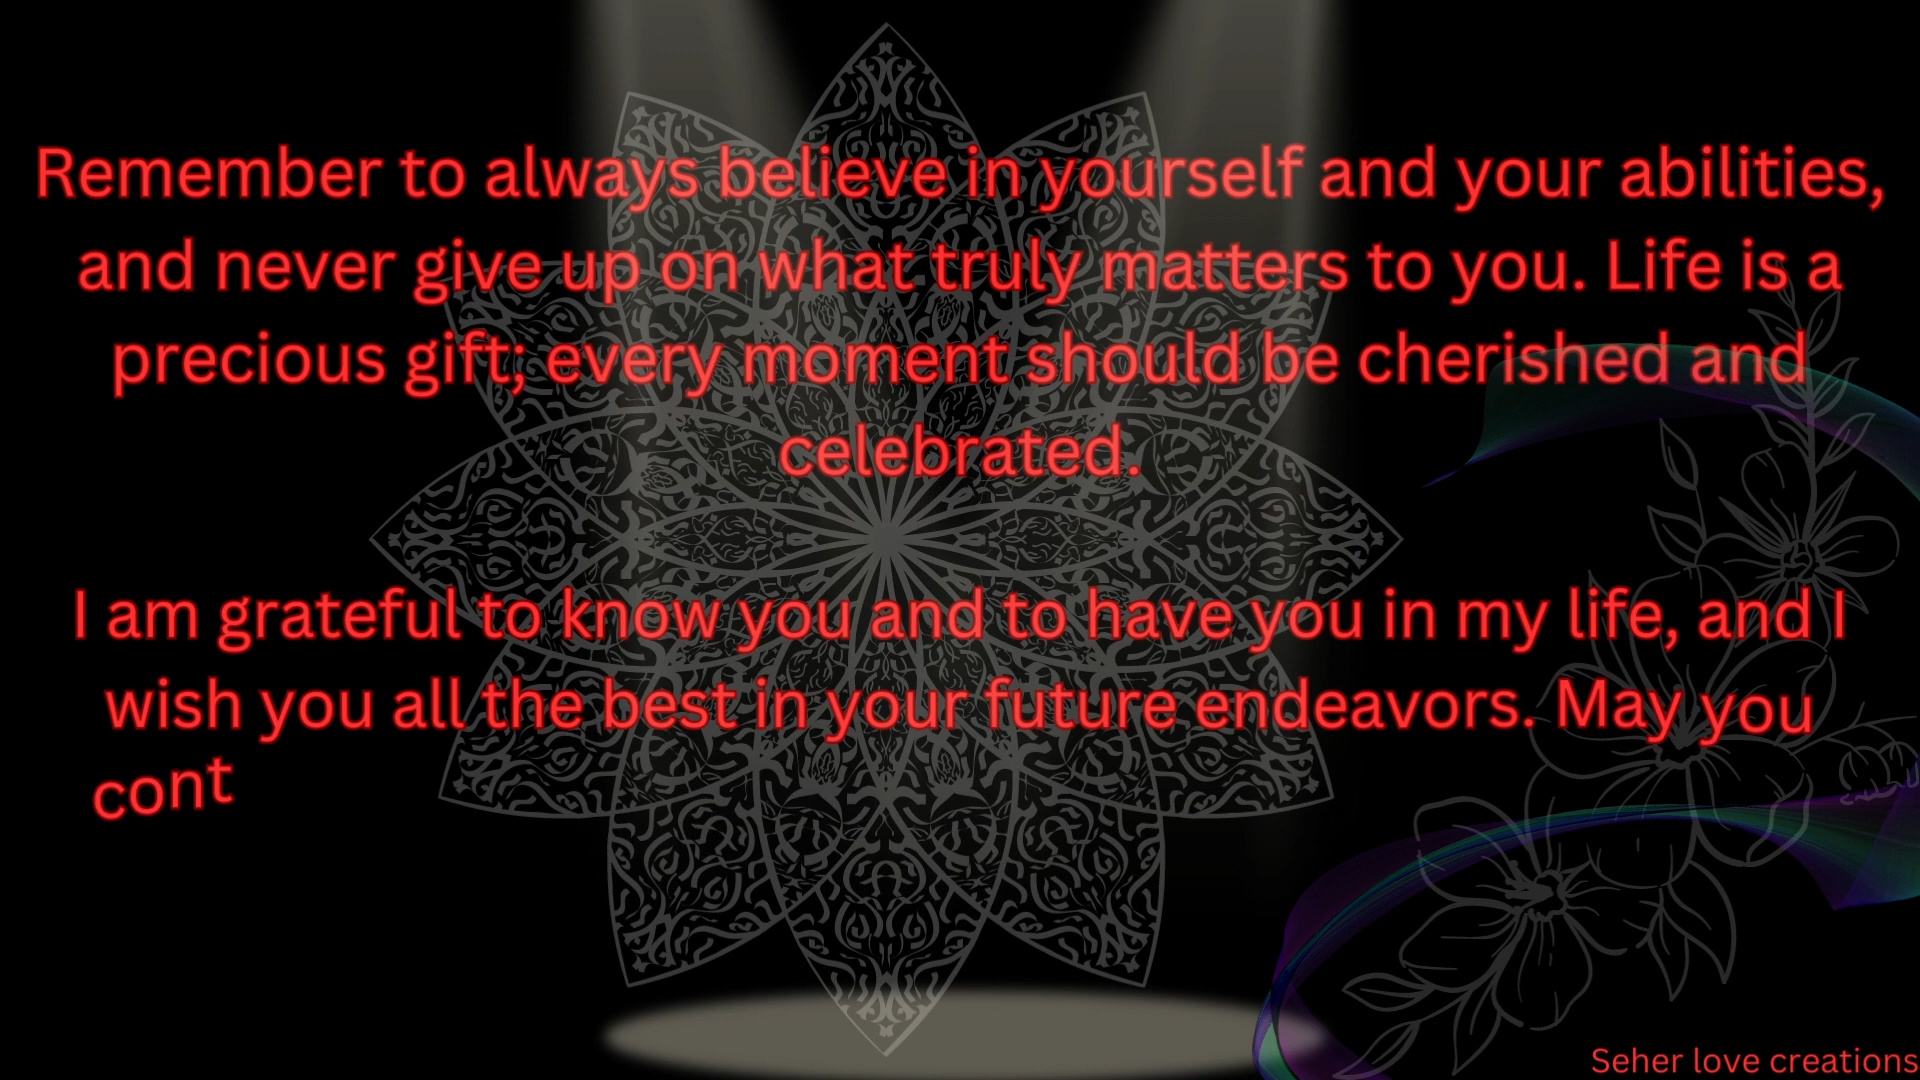 Remember to always believe in yourself and your abilities,
and never give up on what truly matters to you. Life is a
precious gift; every moment should be cherished and
celebrated.
I am grateful to know you and to have you in my life, and I
wish you all the best in your future endeavors. May you
cont
Seher love creations